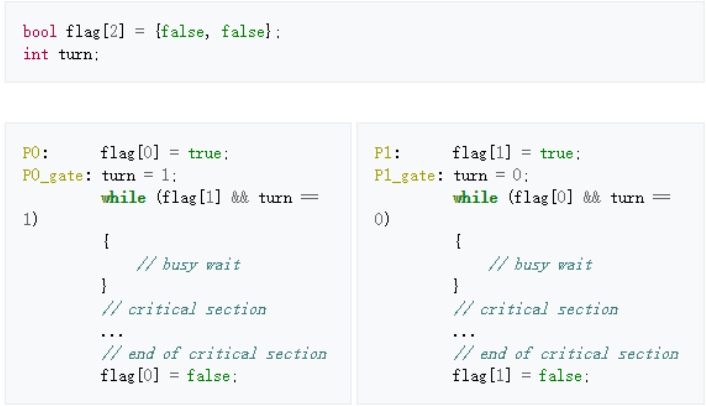 bool flag[2] = {false, false};
int turn;
P0:      flag[0] = true;
P0_gate: turn = 1;
         while (flag[1] && turn ==
1)
         {
             // busy wait
         }
         // critical section
         ...
         // end of critical section
         flag[0] = false;
P1:      flag[1] = true;
P1_gate: turn = 0;
         while (flag[0] && turn ==
0)
         {
             // busy wait
         }
         // critical section
         ...
         // end of critical section
         flag[1] = false;